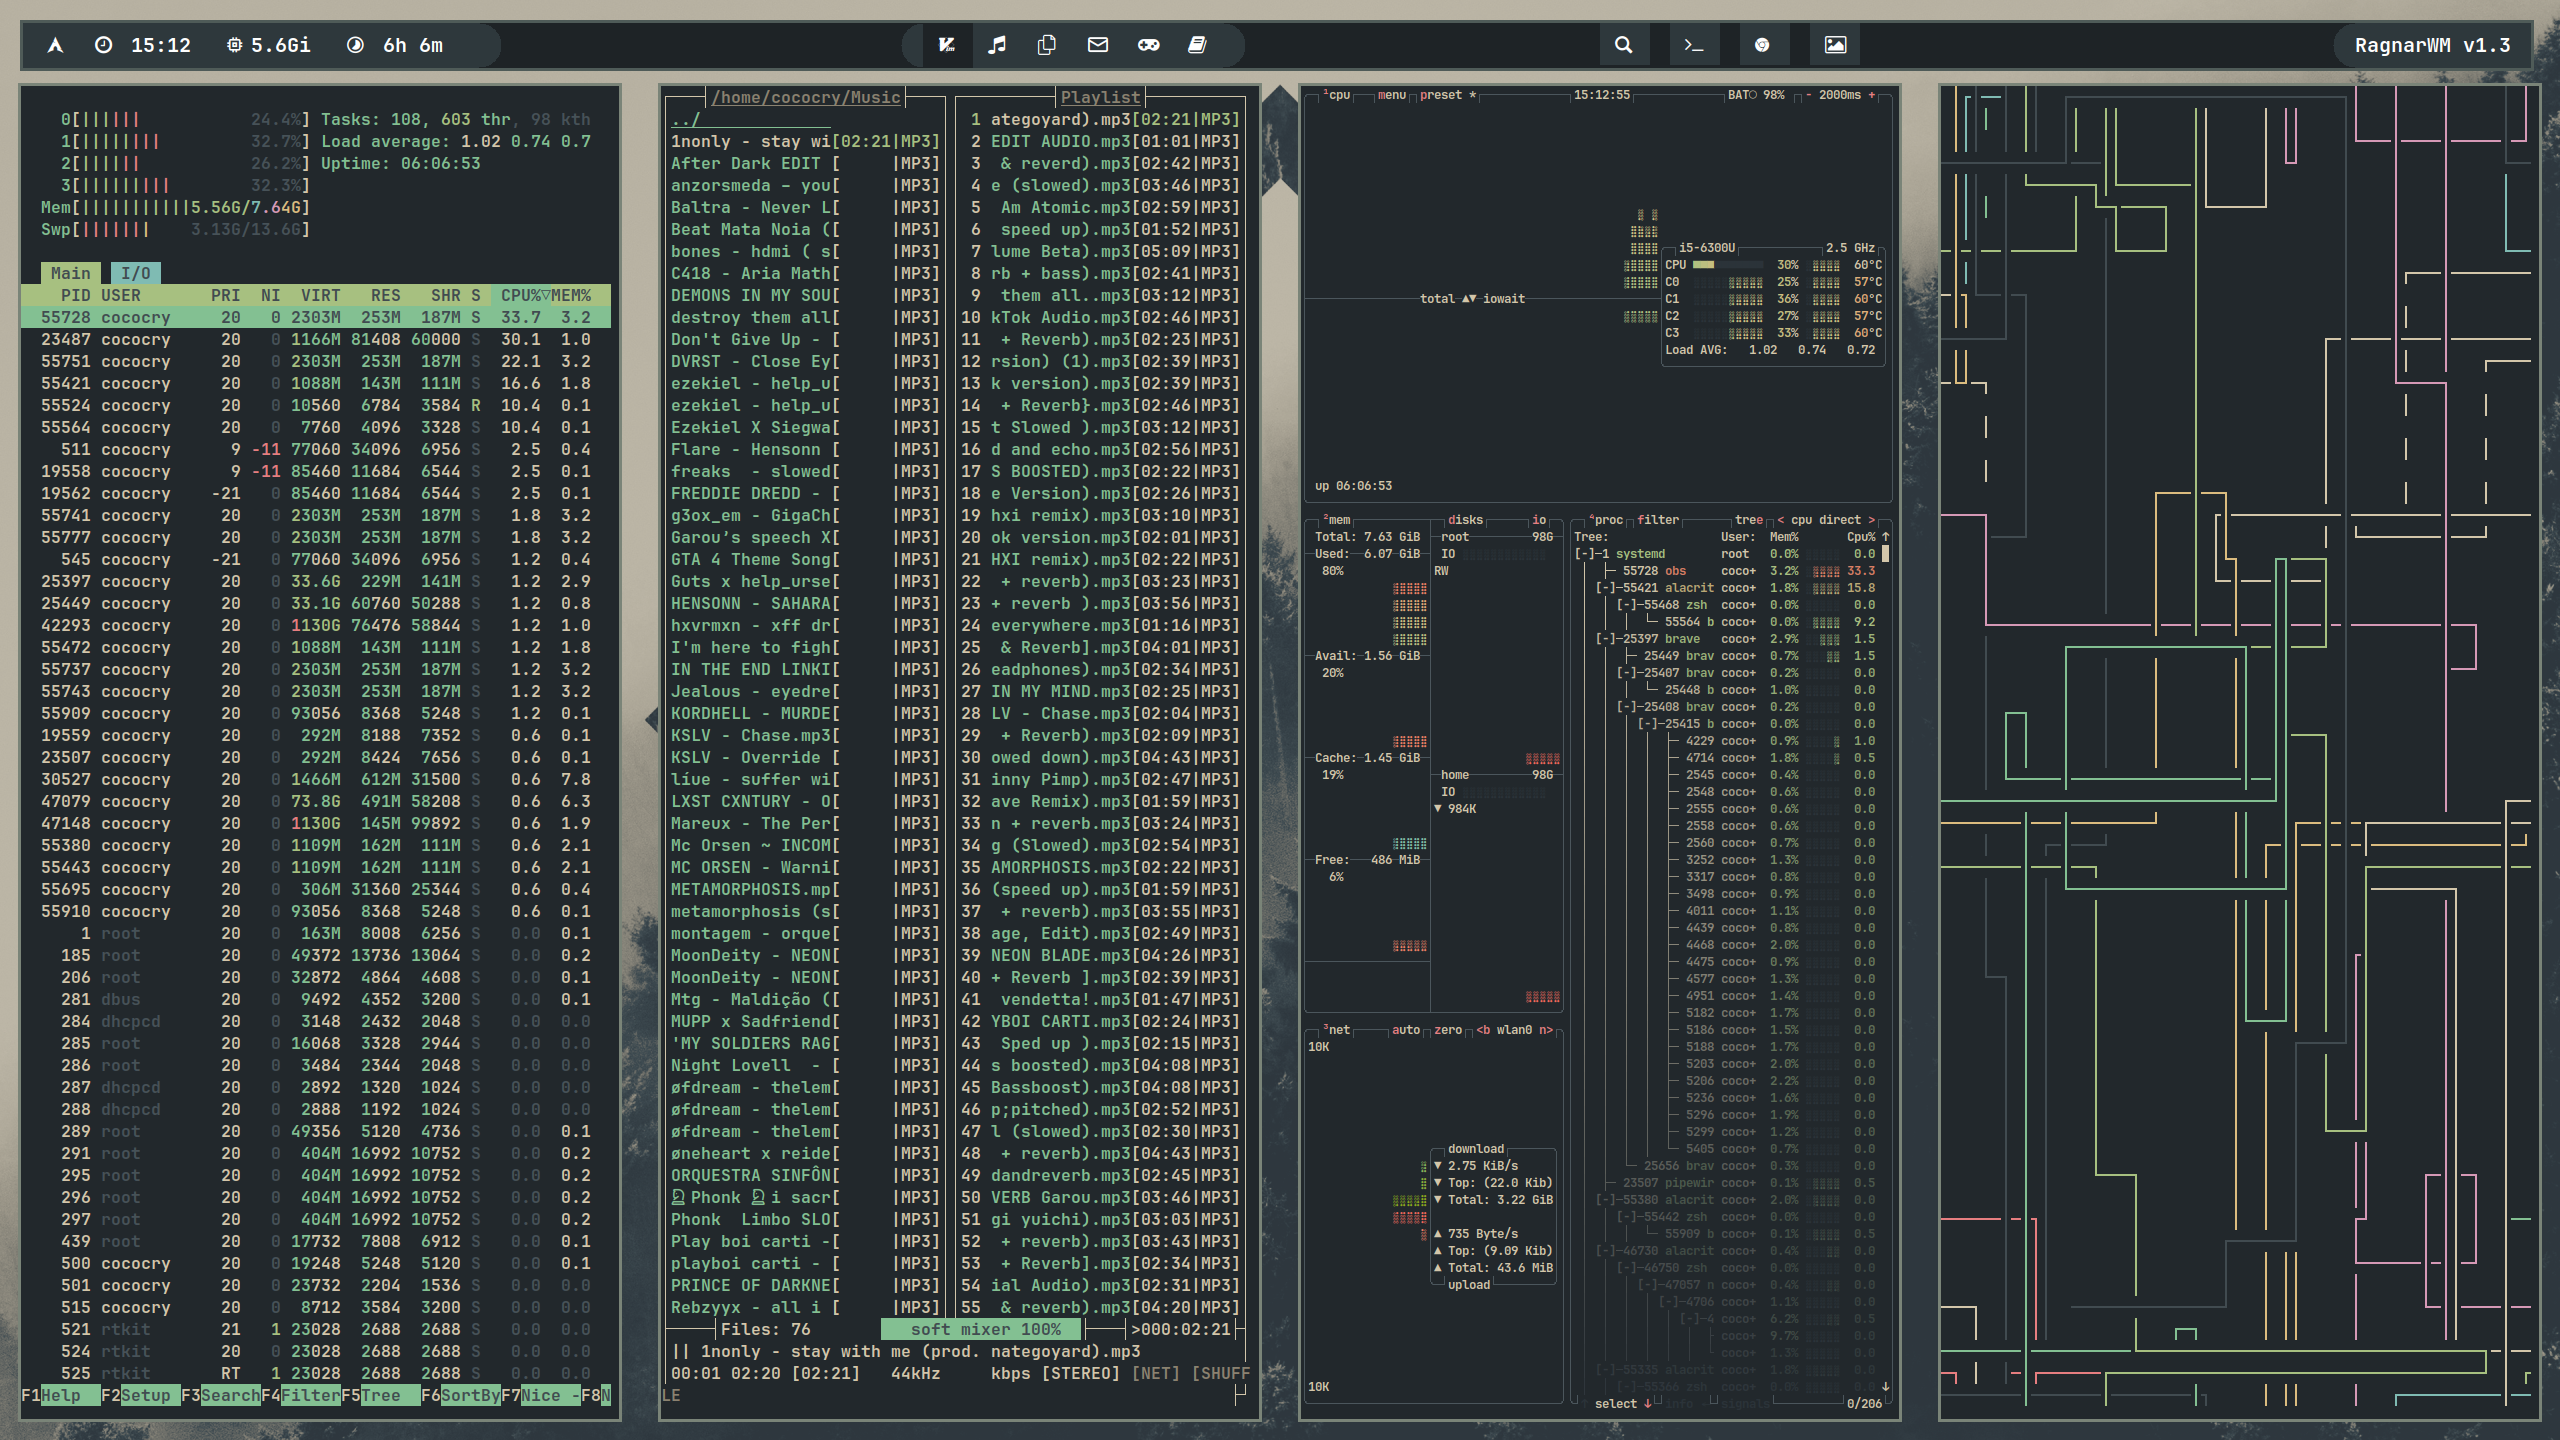 15:12 5.6Gi 6h 6m RagnarWM v1.3
0[|||||| 24.4%] Tasks: 108, 603 thr, 98 kth
1[|||||||| 32.7%] Load average: 1.02 0.74 0.7
2[|||||| 26.2%] Uptime: 06:06:53
3[||||||||| 32.3%]
Mem[|||||||||||5.56G/7.64G]
Swp[||||||| 3.13G/13.6G]
Main I/O
PID USER PRI NI VIRT RES SHR S CPU%▽MEM%
55728 cococry 20 0 2303M 253M 187M S 33.7 3.2
23487 cococry 20 0 1166M 81408 60000 S 30.1 1.0
55751 cococry 20 0 2303M 253M 187M S 22.1 3.2
55421 cococry 20 0 1088M 143M 111M S 16.6 1.8
55524 cococry 20 0 10560 6784 3584 R 10.4 0.1
55564 cococry 20 0 7760 4096 3328 S 10.4 0.1
511 cococry 9 -11 77060 34096 6956 S 2.5 0.4
19558 cococry 9 -11 85460 11684 6544 S 2.5 0.1
19562 cococry -21 0 85460 11684 6544 S 2.5 0.1
55741 cococry 20 0 2303M 253M 187M S 1.8 3.2
55777 cococry 20 0 2303M 253M 187M S 1.8 3.2
545 cococry -21 0 77060 34096 6956 S 1.2 0.4
25397 cococry 20 0 33.6G 229M 141M S 1.2 2.9
25449 cococry 20 0 33.1G 60760 50288 S 1.2 0.8
42293 cococry 20 0 1130G 76476 58844 S 1.2 1.0
55472 cococry 20 0 1088M 143M 111M S 1.2 1.8
55737 cococry 20 0 2303M 253M 187M S 1.2 3.2
55743 cococry 20 0 2303M 253M 187M S 1.2 3.2
55909 cococry 20 0 93056 8368 5248 S 1.2 0.1
19559 cococry 20 0 292M 8188 7352 S 0.6 0.1
23507 cococry 20 0 292M 8424 7656 S 0.6 0.1
30527 cococry 20 0 1466M 612M 31500 S 0.6 7.8
47079 cococry 20 0 73.8G 491M 58208 S 0.6 6.3
47148 cococry 20 0 1130G 145M 99892 S 0.6 1.9
55380 cococry 20 0 1109M 162M 111M S 0.6 2.1
55443 cococry 20 0 1109M 162M 111M S 0.6 2.1
55695 cococry 20 0 306M 31360 25344 S 0.6 0.4
55910 cococry 20 0 93056 8368 5248 S 0.6 0.1
1 root 20 0 163M 8008 6256 S 0.0 0.1
185 root 20 0 49372 13736 13064 S 0.0 0.2
206 root 20 0 32872 4864 4608 S 0.0 0.1
281 dbus 20 0 9492 4352 3200 S 0.0 0.1
284 dhcpcd 20 0 3148 2432 2048 S 0.0 0.0
285 root 20 0 16068 3328 2944 S 0.0 0.0
286 root 20 0 3484 2344 2048 S 0.0 0.0
287 dhcpcd 20 0 2892 1320 1024 S 0.0 0.0
288 dhcpcd 20 0 2888 1192 1024 S 0.0 0.0
289 root 20 0 49356 5120 4736 S 0.0 0.1
291 root 20 0 404M 16992 10752 S 0.0 0.2
295 root 20 0 404M 16992 10752 S 0.0 0.2
296 root 20 0 404M 16992 10752 S 0.0 0.2
297 root 20 0 404M 16992 10752 S 0.0 0.2
439 root 20 0 17732 7808 6912 S 0.0 0.1
500 cococry 20 0 19248 5248 5120 S 0.0 0.1
501 cococry 20 0 23732 2204 1536 S 0.0 0.0
515 cococry 20 0 8712 3584 3200 S 0.0 0.0
521 rtkit 21 1 23028 2688 2688 S 0.0 0.0
524 rtkit 20 0 23028 2688 2688 S 0.0 0.0
525 rtkit RT 1 23028 2688 2688 S 0.0 0.0
F1Help F2Setup F3SearchF4FilterF5Tree F6SortByF7Nice -F8N
/home/cococry/Music
../
1nonly - stay wi[02:21|MP3]
After Dark EDIT [ |MP3]
anzorsmeda – you[ |MP3]
Baltra - Never L[ |MP3]
Beat Mata Noia ([ |MP3]
bones - hdmi ( s[ |MP3]
C418 - Aria Math[ |MP3]
DEMONS IN MY SOU[ |MP3]
destroy them all[ |MP3]
Don't Give Up - [ |MP3]
DVRST - Close Ey[ |MP3]
ezekiel - help_u[ |MP3]
ezekiel - help_u[ |MP3]
Ezekiel X Siegwa[ |MP3]
Flare - Hensonn [ |MP3]
freaks - slowed[ |MP3]
FREDDIE DREDD - [ |MP3]
g3ox_em - GigaCh[ |MP3]
Garou’s speech X[ |MP3]
GTA 4 Theme Song[ |MP3]
Guts x help_urse[ |MP3]
HENSONN - SAHARA[ |MP3]
hxvrmxn - xff dr[ |MP3]
I'm here to figh[ |MP3]
IN THE END LINKI[ |MP3]
Jealous - eyedre[ |MP3]
KORDHELL - MURDE[ |MP3]
KSLV - Chase.mp3[ |MP3]
KSLV - Override [ |MP3]
líue - suffer wi[ |MP3]
LXST CXNTURY - O[ |MP3]
Mareux - The Per[ |MP3]
Mc Orsen ~ INCOM[ |MP3]
MC ORSEN - Warni[ |MP3]
METAMORPHOSIS.mp[ |MP3]
metamorphosis (s[ |MP3]
montagem - orque[ |MP3]
MoonDeity - NEON[ |MP3]
MoonDeity - NEON[ |MP3]
Mtg - Maldição ([ |MP3]
MUPP x Sadfriend[ |MP3]
'MY SOLDIERS RAG[ |MP3]
Night Lovell - [ |MP3]
øfdream - thelem[ |MP3]
øfdream - thelem[ |MP3]
øfdream - thelem[ |MP3]
øneheart x reide[ |MP3]
ORQUESTRA SINFÔN[ |MP3]
♘ Phonk ♘ i sacr[ |MP3]
Phonk Limbo SLO[ |MP3]
Play boi carti -[ |MP3]
playboi carti - [ |MP3]
PRINCE OF DARKNE[ |MP3]
Rebzyyx - all i [ |MP3]
Playlist
1 ategoyard).mp3[02:21|MP3]
2 EDIT AUDIO.mp3[01:01|MP3]
3 & reverd).mp3[02:42|MP3]
4 e (slowed).mp3[03:46|MP3]
5 Am Atomic.mp3[02:59|MP3]
6 speed up).mp3[01:52|MP3]
7 lume Beta).mp3[05:09|MP3]
8 rb + bass).mp3[02:41|MP3]
9 them all..mp3[03:12|MP3]
10 kTok Audio.mp3[02:46|MP3]
11 + Reverb).mp3[02:23|MP3]
12 rsion) (1).mp3[02:39|MP3]
13 k version).mp3[02:39|MP3]
14 + Reverb}.mp3[02:46|MP3]
15 t Slowed ).mp3[03:12|MP3]
16 d and echo.mp3[02:56|MP3]
17 S BOOSTED).mp3[02:22|MP3]
18 e Version).mp3[02:26|MP3]
19 hxi remix).mp3[03:10|MP3]
20 ok version.mp3[02:01|MP3]
21 HXI remix).mp3[02:22|MP3]
22 + reverb).mp3[03:23|MP3]
23 + reverb ).mp3[03:56|MP3]
24 everywhere.mp3[01:16|MP3]
25 & Reverb].mp3[04:01|MP3]
26 eadphones).mp3[02:34|MP3]
27 IN MY MIND.mp3[02:25|MP3]
28 LV - Chase.mp3[02:04|MP3]
29 + Reverb).mp3[02:09|MP3]
30 owed down).mp3[04:43|MP3]
31 inny Pimp).mp3[02:47|MP3]
32 ave Remix).mp3[01:59|MP3]
33 n + reverb.mp3[03:24|MP3]
34 g (Slowed).mp3[02:54|MP3]
35 AMORPHOSIS.mp3[02:22|MP3]
36 (speed up).mp3[01:59|MP3]
37 + reverb).mp3[03:55|MP3]
38 age, Edit).mp3[02:49|MP3]
39 NEON BLADE.mp3[04:26|MP3]
40 + Reverb ].mp3[02:39|MP3]
41 vendetta!.mp3[01:47|MP3]
42 YBOI CARTI.mp3[02:24|MP3]
43 Sped up ).mp3[02:15|MP3]
44 s boosted).mp3[04:08|MP3]
45 Bassboost).mp3[04:08|MP3]
46 p;pitched).mp3[02:52|MP3]
47 l (slowed).mp3[02:30|MP3]
48 + reverb).mp3[04:43|MP3]
49 dandreverb.mp3[02:45|MP3]
50 VERB Garou.mp3[03:46|MP3]
51 gi yuichi).mp3[03:03|MP3]
52 + reverb).mp3[03:43|MP3]
53 + Reverb].mp3[02:34|MP3]
54 ial Audio).mp3[02:31|MP3]
55 & reverb).mp3[04:20|MP3]
Files: 76 soft mixer 100% >000:02:21
|| 1nonly - stay with me (prod. nategoyard).mp3
00:01 02:20 [02:21] 44kHz kbps [STEREO] [NET] [SHUFF
LE
¹cpu menu preset * 15:12:55 BAT 98% - 2000ms +
i5-6300U 2.5 GHz
CPU 30% 60°C
C0 25% 57°C
total ▲▼ iowait
C1 36% 60°C
C2 27% 57°C
C3 33% 60°C
Load AVG: 1.02 0.74 0.72
up 06:06:53
²mem disks io
Total: 7.63 GiB root 98G
Used: 6.07 GiB IO
80% RW
Avail: 1.56 GiB
20%
Cache: 1.45 GiB
19% home 98G
IO
▼ 984K
Free: 486 MiB
6%
³net auto zero <b wlan0 n>
10K
download
▼ 2.75 KiB/s
▼ Top: (22.0 Kib)
▼ Total: 3.22 GiB
▲ 735 Byte/s
▲ Top: (9.09 Kib)
▲ Total: 43.6 MiB
upload
10K
⁴proc filter tree < cpu direct >
Tree: User: Mem% Cpu% ↑
[-]-1 systemd root 0.0% 0.0
55728 obs coco+ 3.2% 33.3
[-]-55421 alacrit coco+ 1.8% 15.8
[-]-55468 zsh coco+ 0.0% 0.0
55564 b coco+ 0.0% 9.2
[-]-25397 brave coco+ 2.9% 1.5
25449 brav coco+ 0.7% 1.5
[-]-25407 brav coco+ 0.2% 0.0
25448 b coco+ 1.0% 0.0
[-]-25408 brav coco+ 0.2% 0.0
[-]-25415 b coco+ 0.0% 0.0
4229 coco+ 0.9% 1.0
4714 coco+ 1.8% 0.5
2545 coco+ 0.4% 0.0
2548 coco+ 0.6% 0.0
2555 coco+ 0.6% 0.0
2558 coco+ 0.6% 0.0
2560 coco+ 0.7% 0.0
3252 coco+ 1.3% 0.0
3317 coco+ 0.8% 0.0
3498 coco+ 0.9% 0.0
4011 coco+ 1.1% 0.0
4439 coco+ 0.8% 0.0
4468 coco+ 2.0% 0.0
4475 coco+ 0.9% 0.0
4577 coco+ 1.3% 0.0
4951 coco+ 1.4% 0.0
5182 coco+ 1.7% 0.0
5186 coco+ 1.5% 0.0
5188 coco+ 1.7% 0.0
5203 coco+ 2.0% 0.0
5206 coco+ 2.2% 0.0
5236 coco+ 1.6% 0.0
5296 coco+ 1.9% 0.0
5299 coco+ 1.2% 0.0
5405 coco+ 0.7% 0.0
25656 brav coco+ 0.3% 0.0
23507 pipewir coco+ 0.1% 0.5
[-]-55380 alacrit coco+ 2.0% 0.0
[-]-55442 zsh coco+ 0.0% 0.0
55909 b coco+ 0.1% 0.5
[-]-46730 alacrit coco+ 0.4% 0.0
[-]-46750 zsh coco+ 0.0% 0.0
[-]-47057 n coco+ 0.4% 0.0
[-]-4706 coco+ 1.1% 0.0
[-]-4 coco+ 6.2% 0.5
coco+ 9.7% 0.0
coco+ 1.3% 0.0
[-]-55335 alacrit coco+ 1.8% 0.0
[-]-55366 zsh coco+ 0.0% 0.0
select ↓ info signals 0/206